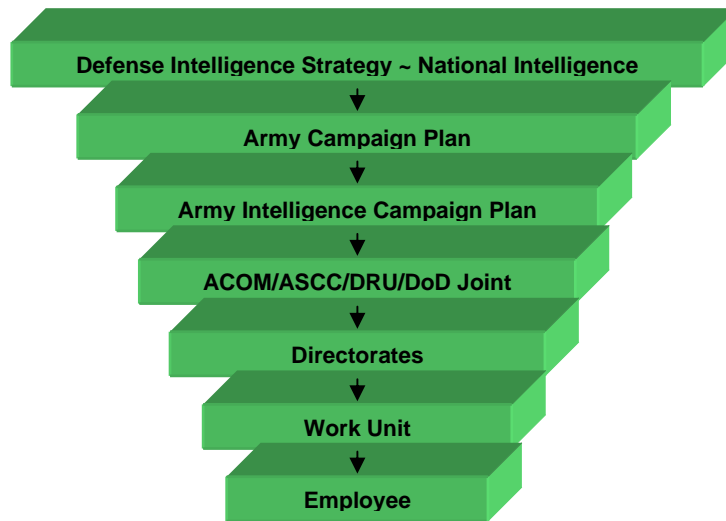 Defense Intelligence Strategy ~ National Intelligence
Army Campaign Plan
Army Intelligence Campaign Plan
ACOM/ASCC/DRU/DoD Joint
Directorates
Work Unit
Employee